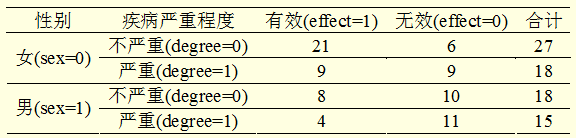 性别 疾病严重程度 有效(effect=1) 无效(effect=0) 合计
女(sex=0) 不严重(degree=0) 21 6 27
严重(degree=1) 9 9 18
男(sex=1) 不严重(degree=0) 8 10 18
严重(degree=1) 4 11 15